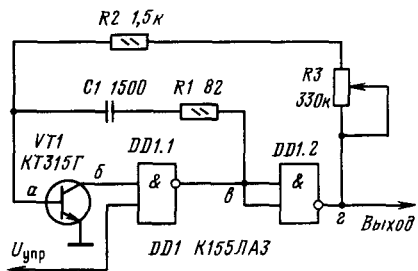 R2 1,5к
C1 1500
R1 82
R3
330к
VT1
КТ315Г
DD1.1
DD1.2
а
б
&
в
&
г
Выход
Uупр
DD1 К155ЛА3